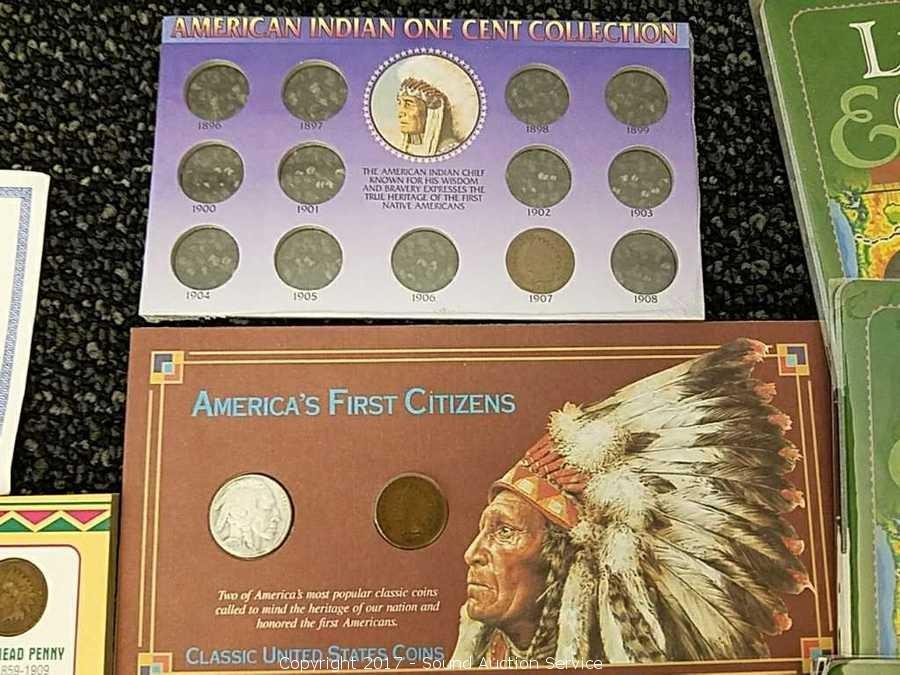 AMERICAN INDIAN ONE CENT COLLECTION
1896
1897
1898
1899
THE AMERICAN INDIAN CHIEF
KNOWN FOR HIS WISDOM
AND BRAVERY EXPRESSES THE
TRUE HERITAGE OF THE FIRST
NATIVE AMERICANS
1900
1901
1902
1903
1904
1905
1906
1907
1908
L
&
AMERICA'S FIRST CITIZENS
Two of America's most popular classic coins
called to mind the heritage of our nation and
honored the first Americans.
CLASSIC UNITED STATES COINS
HEAD PENNY
1859-1909
Copyright 2017 - Sound Auction Service